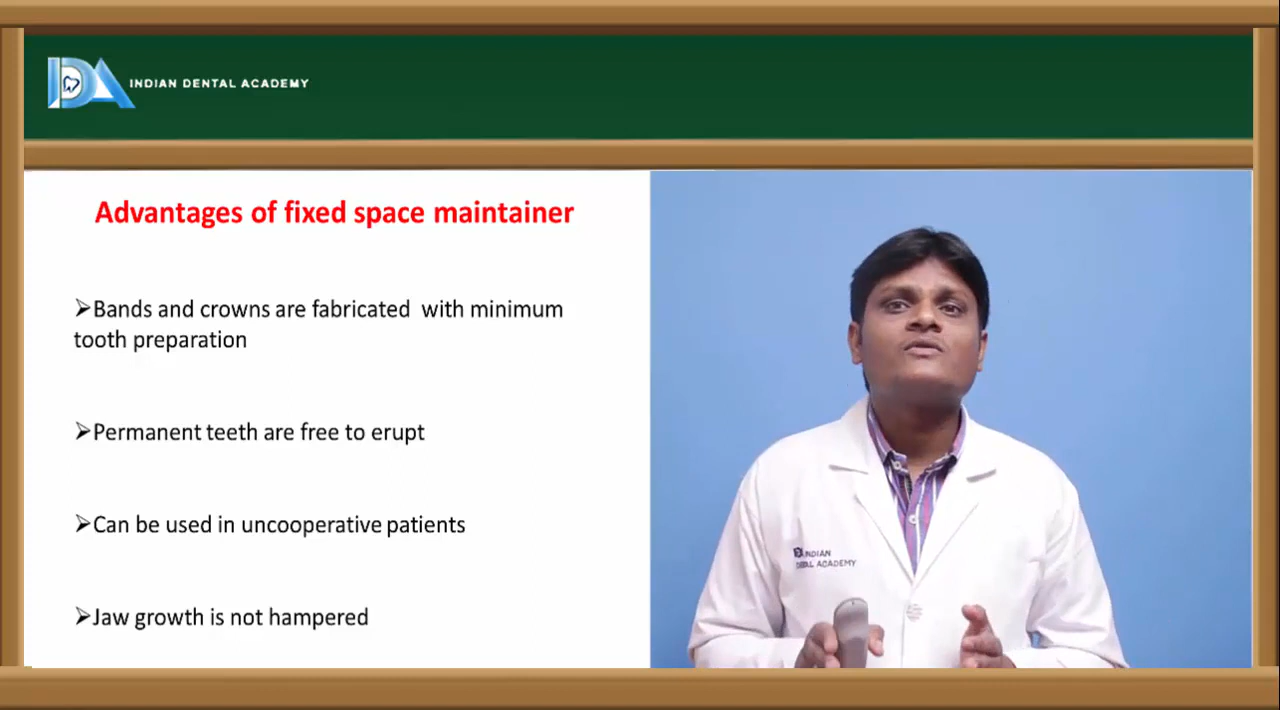 IDA INDIAN DENTAL ACADEMY
Advantages of fixed space maintainer
➢Bands and crowns are fabricated with minimum
tooth preparation
➢Permanent teeth are free to erupt
➢Can be used in uncooperative patients
➢Jaw growth is not hampered
INDIAN
DENTAL ACADEMY